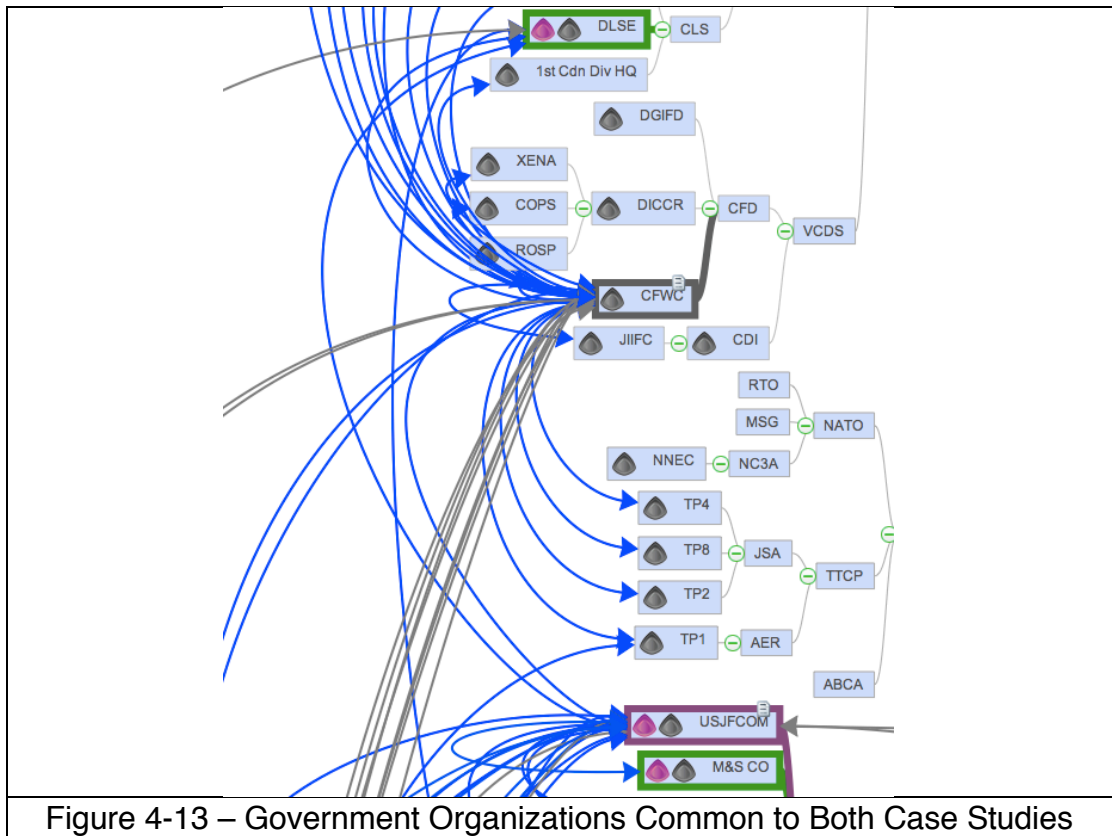 DLSE
CLS
1st Cdn Div HQ
DGIFD
XENA
COPS
DICCR
CFD
ROSP
VCDS
CFWC
JIIFC
CDI
RTO
MSG
NATO
NNEC
NC3A
TP4
TP8
JSA
TTCP
TP2
TP1
AER
ABCA
USJFCOM
M&S CO
Figure 4-13 – Government Organizations Common to Both Case Studies